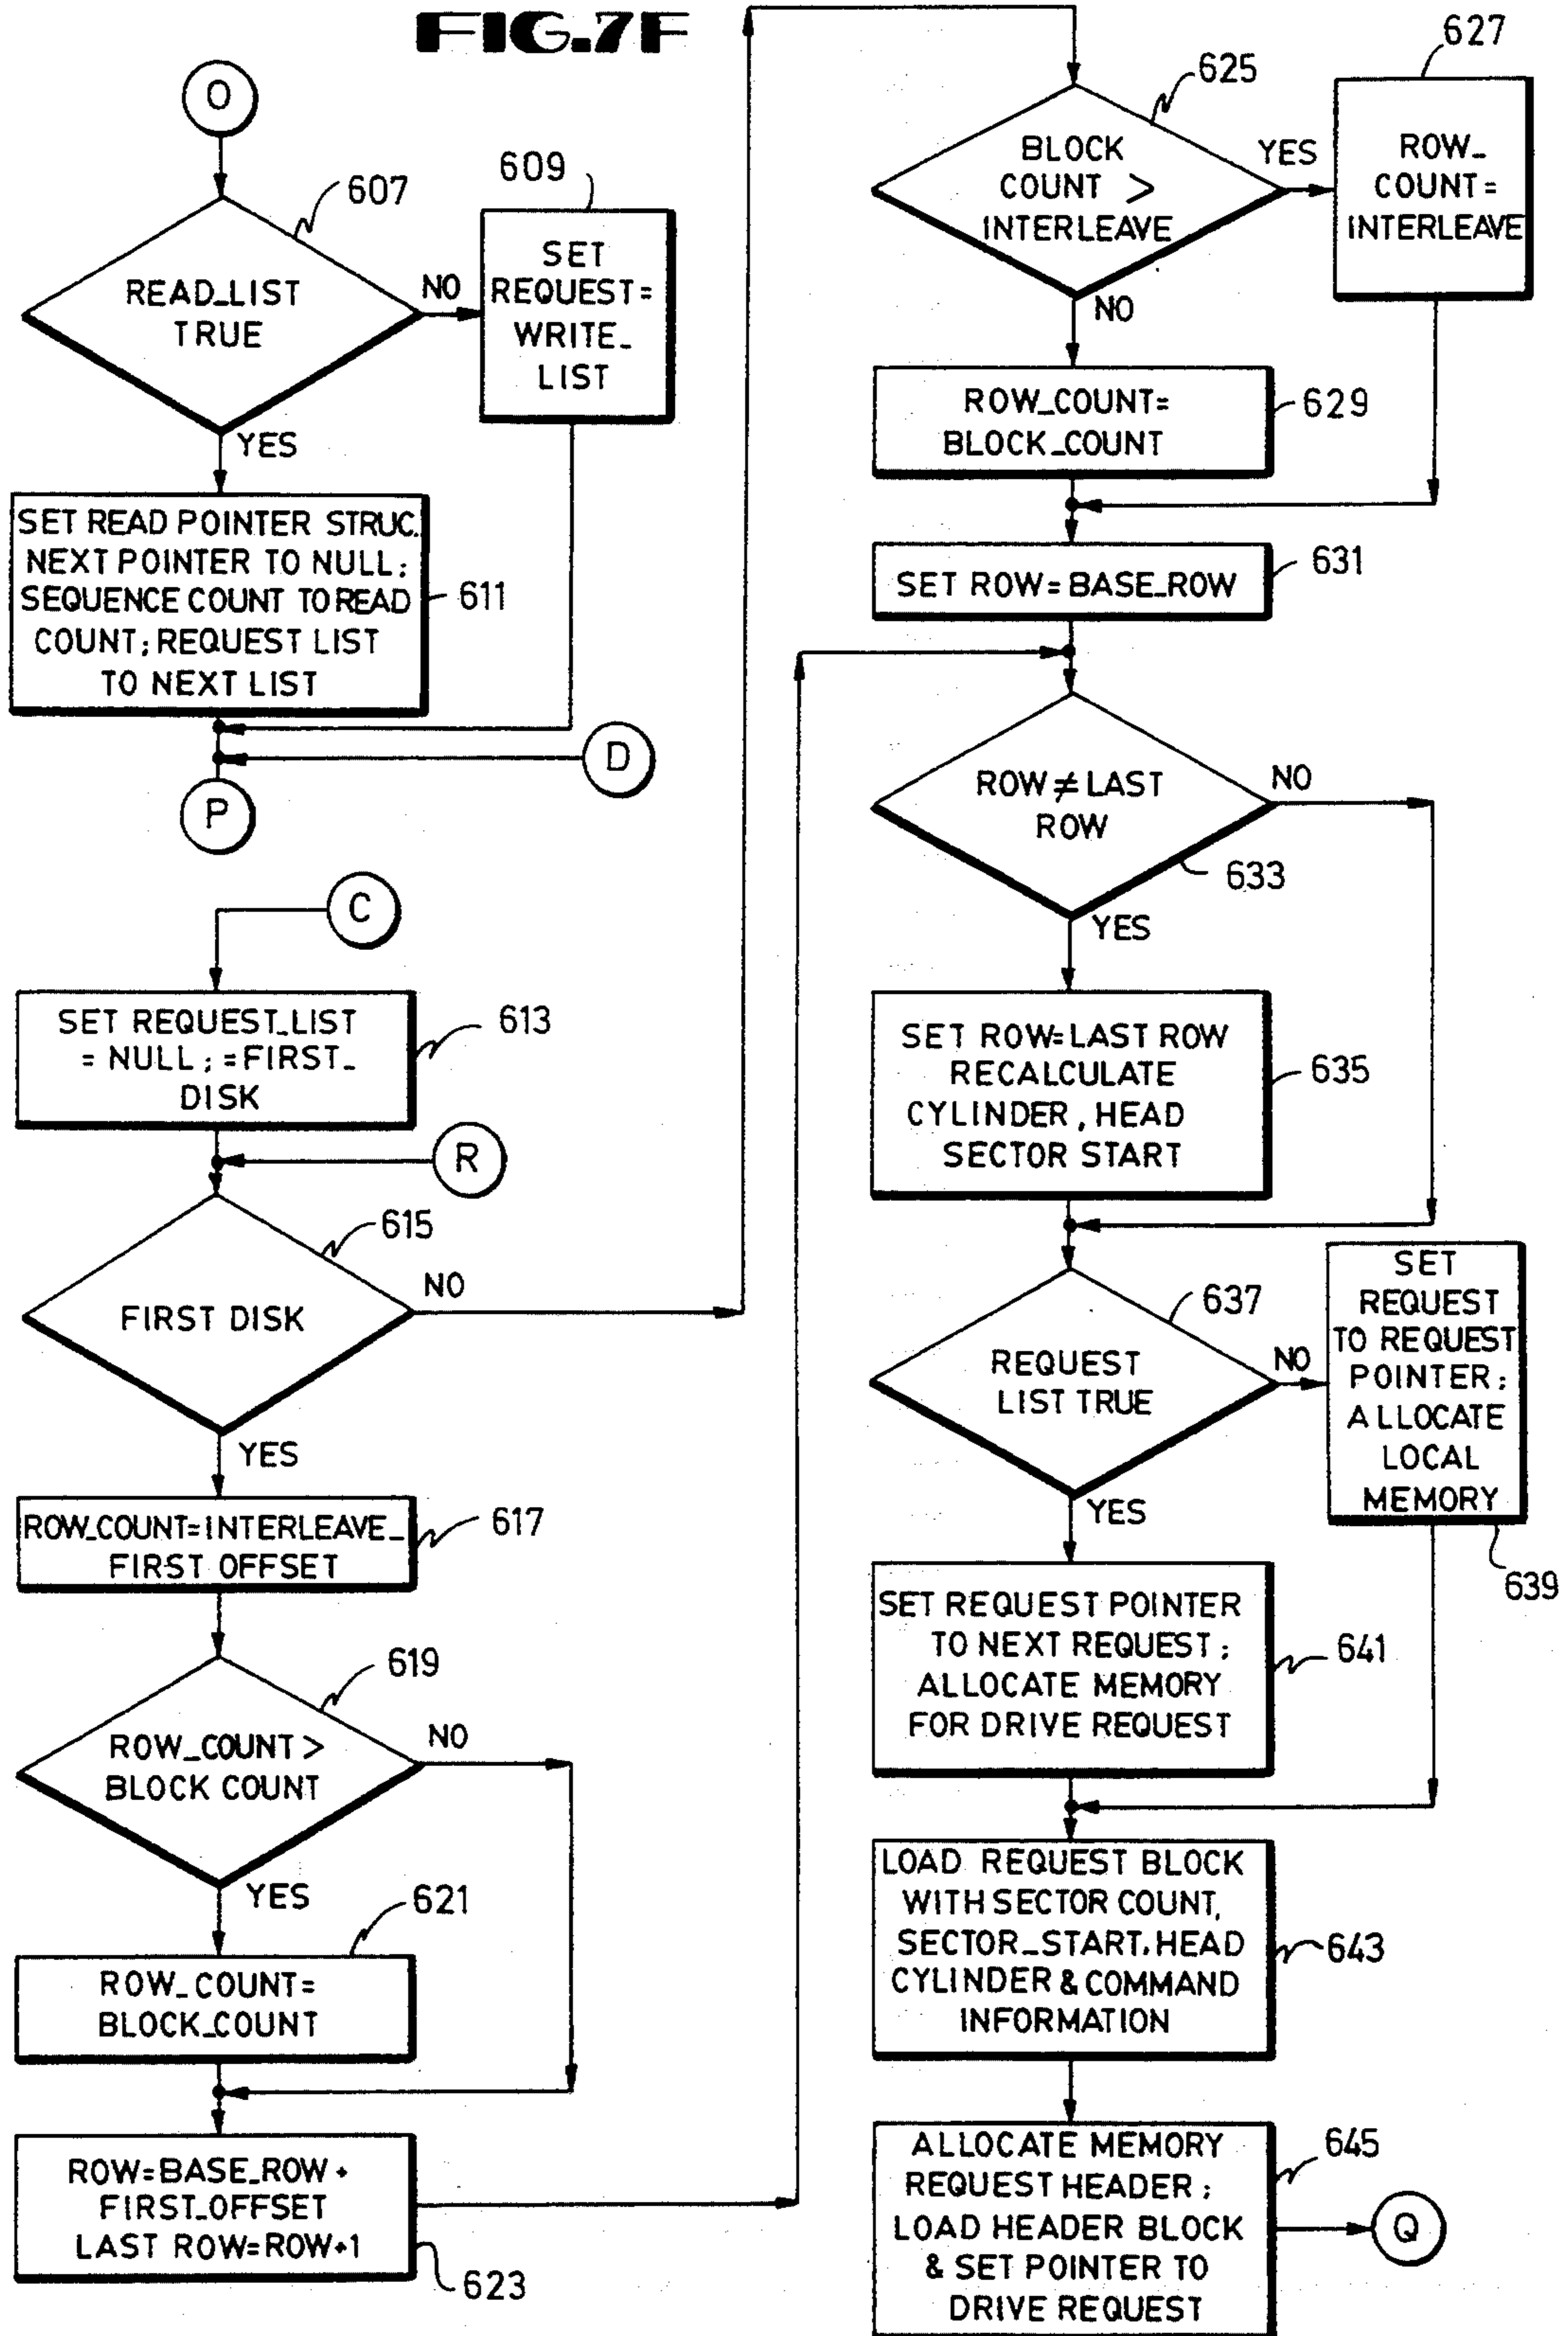 FIG.7F
O
607
READ_LIST
TRUE
NO
YES
609
SET
REQUEST=
WRITE_
LIST
SET READ POINTER STRUC.
NEXT POINTER TO NULL;
SEQUENCE COUNT TO READ
COUNT; REQUEST LIST
TO NEXT LIST
611
D
P
C
SET REQUEST_LIST
= NULL; =FIRST_
DISK
613
R
615
FIRST DISK
NO
YES
ROW_COUNT=INTERLEAVE_
FIRST OFFSET
617
619
ROW_COUNT >
BLOCK COUNT
NO
YES
621
ROW_COUNT=
BLOCK_COUNT
ROW=BASE_ROW +
FIRST_OFFSET
LAST ROW=ROW+1
623
625
BLOCK
COUNT >
INTERLEAVE
YES
NO
627
ROW_
COUNT=
INTERLEAVE
ROW_COUNT=
BLOCK_COUNT
629
SET ROW=BASE_ROW
631
ROW≠LAST
ROW
NO
633
YES
SET ROW=LAST ROW
RECALCULATE
CYLINDER, HEAD
SECTOR START
635
637
REQUEST
LIST TRUE
NO
YES
SET
REQUEST
TO REQUEST
POINTER;
ALLOCATE
LOCAL
MEMORY
639
SET REQUEST POINTER
TO NEXT REQUEST;
ALLOCATE MEMORY
FOR DRIVE REQUEST
641
LOAD REQUEST BLOCK
WITH SECTOR COUNT,
SECTOR_START, HEAD
CYLINDER & COMMAND
INFORMATION
643
ALLOCATE MEMORY
REQUEST HEADER;
LOAD HEADER BLOCK
& SET POINTER TO
DRIVE REQUEST
645
Q